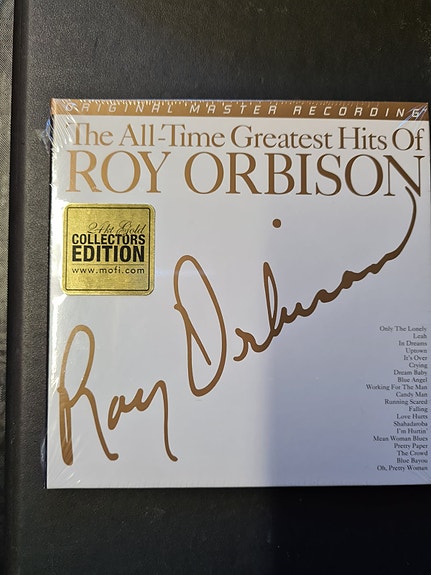 ORIGINAL MASTER RECORDING
The All-Time Greatest Hits Of
ROY ORBISON
24kt Gold
COLLECTORS
EDITION
www.mofi.com
Roy Orbison
Only The Lonely
Leah
In Dreams
Uptown
It's Over
Crying
Dream Baby
Blue Angel
Working For The Man
Candy Man
Running Scared
Falling
Love Hurts
Shahadaroba
I'm Hurtin'
Mean Woman Blues
Pretty Paper
The Crowd
Blue Bayou
Oh, Pretty Woman